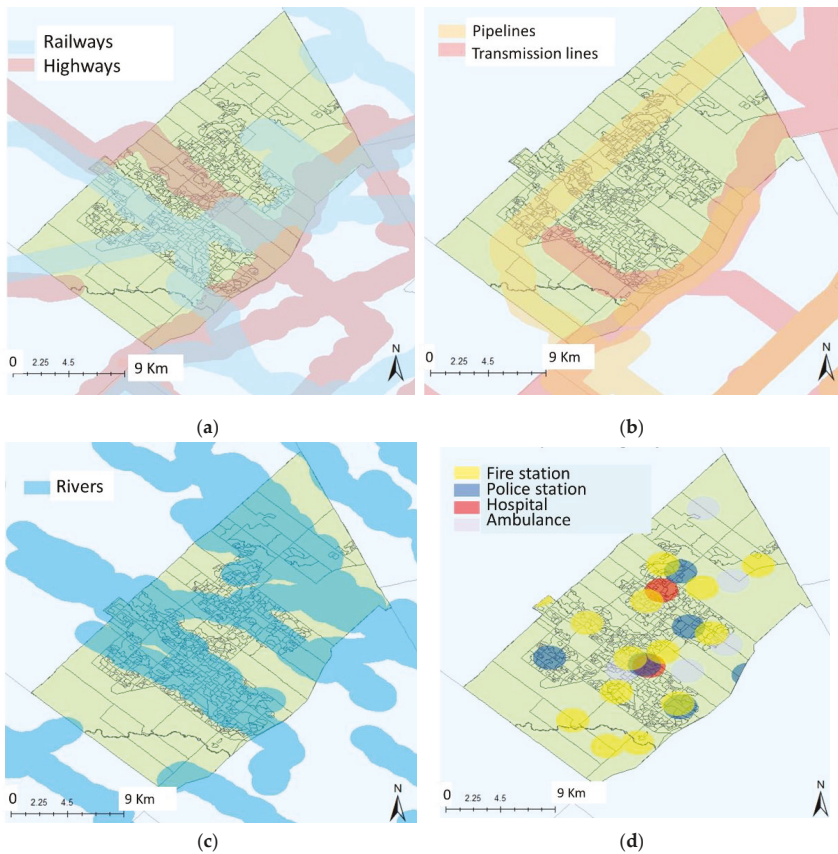 Railways
Highways
0 2.25 4.5 9 Km
N
(a)
Pipelines
Transmission lines
0 2.25 4.5 9 Km
N
(b)
Rivers
0 2.25 4.5 9 Km
N
(c)
Fire station
Police station
Hospital
Ambulance
0 2.25 4.5 9 Km
N
(d)